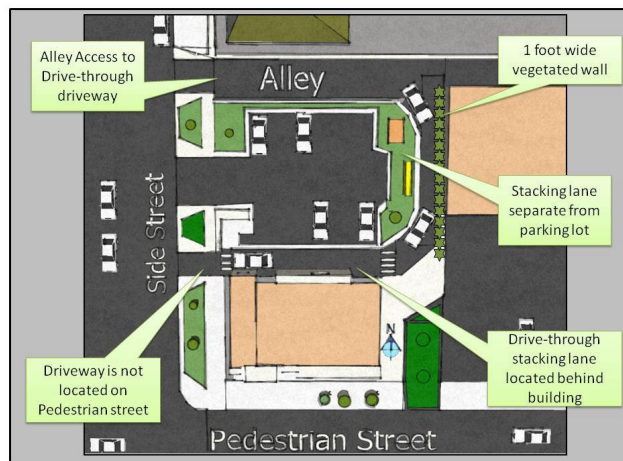 Alley Access to
Drive-through
driveway
Alley
1 foot wide
vegetated wall
Stacking lane
separate from
parking lot
Side Street
N
Driveway is not
located on
Pedestrian street
Drive-through
stacking lane
located behind
building
Pedestrian Street